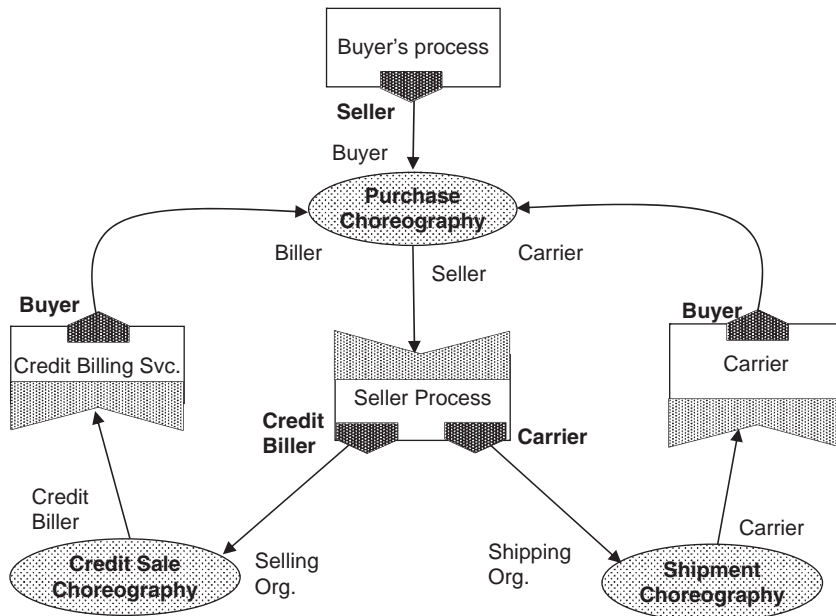 Buyer's process
Seller
Buyer
Purchase
Choreography
Biller
Seller
Carrier
Buyer
Buyer
Credit Billing Svc.
Seller Process
Carrier
Credit
Biller
Carrier
Credit
Biller
Selling
Org.
Shipping
Org.
Carrier
Credit Sale
Choreography
Shipment
Choreography